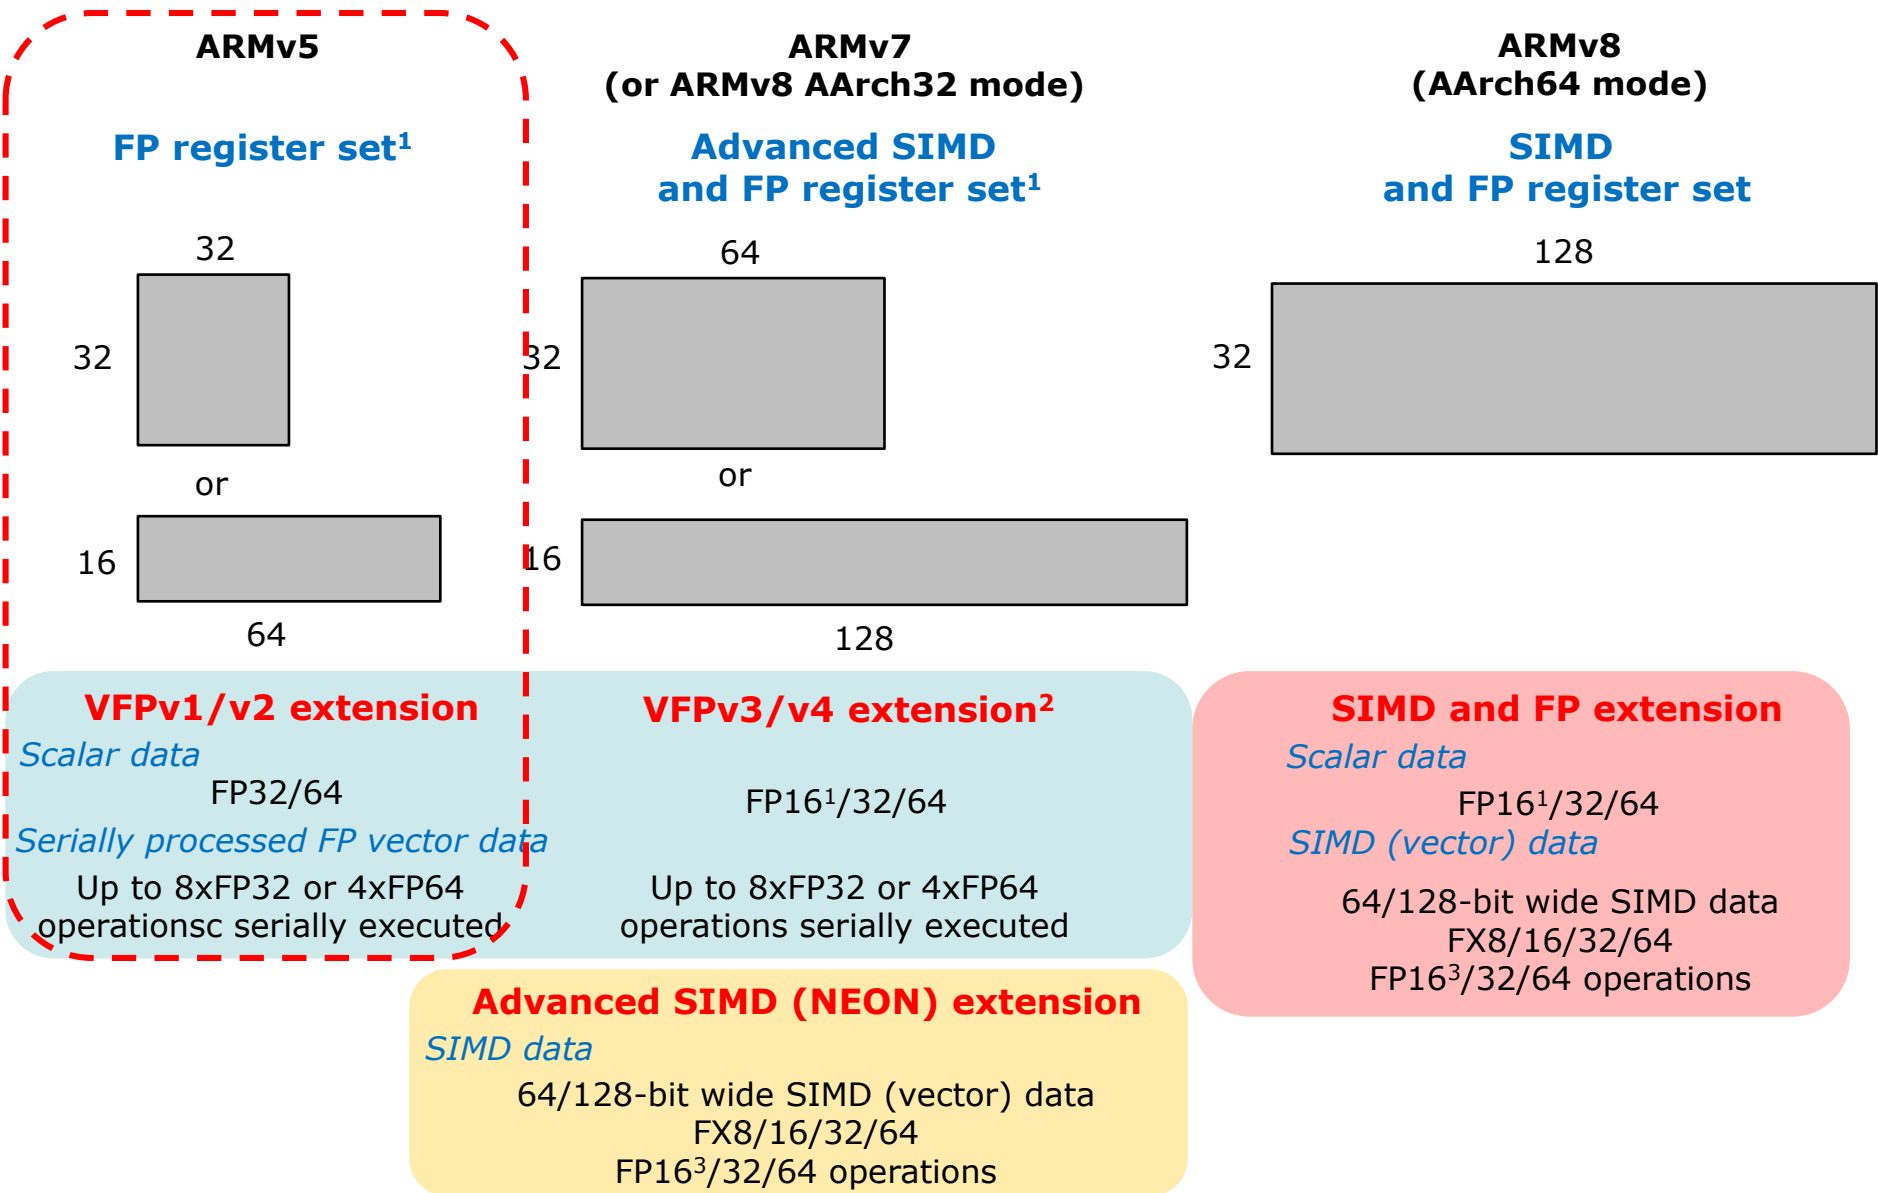 ARMv5
FP register set¹
32
32
or
16
64
ARMv7
(or ARMv8 AArch32 mode)
Advanced SIMD
and FP register set¹
64
32
or
16
128
ARMv8
(AArch64 mode)
SIMD
and FP register set
128
32
VFPv1/v2 extension
Scalar data
FP32/64
Serially processed FP vector data
Up to 8xFP32 or 4xFP64
operationsc serially executed
VFPv3/v4 extension²
FP16¹/32/64
Up to 8xFP32 or 4xFP64
operations serially executed
SIMD and FP extension
Scalar data
FP16¹/32/64
SIMD (vector) data
64/128-bit wide SIMD data
FX8/16/32/64
FP16³/32/64 operations
Advanced SIMD (NEON) extension
SIMD data
64/128-bit wide SIMD (vector) data
FX8/16/32/64
FP16³/32/64 operations